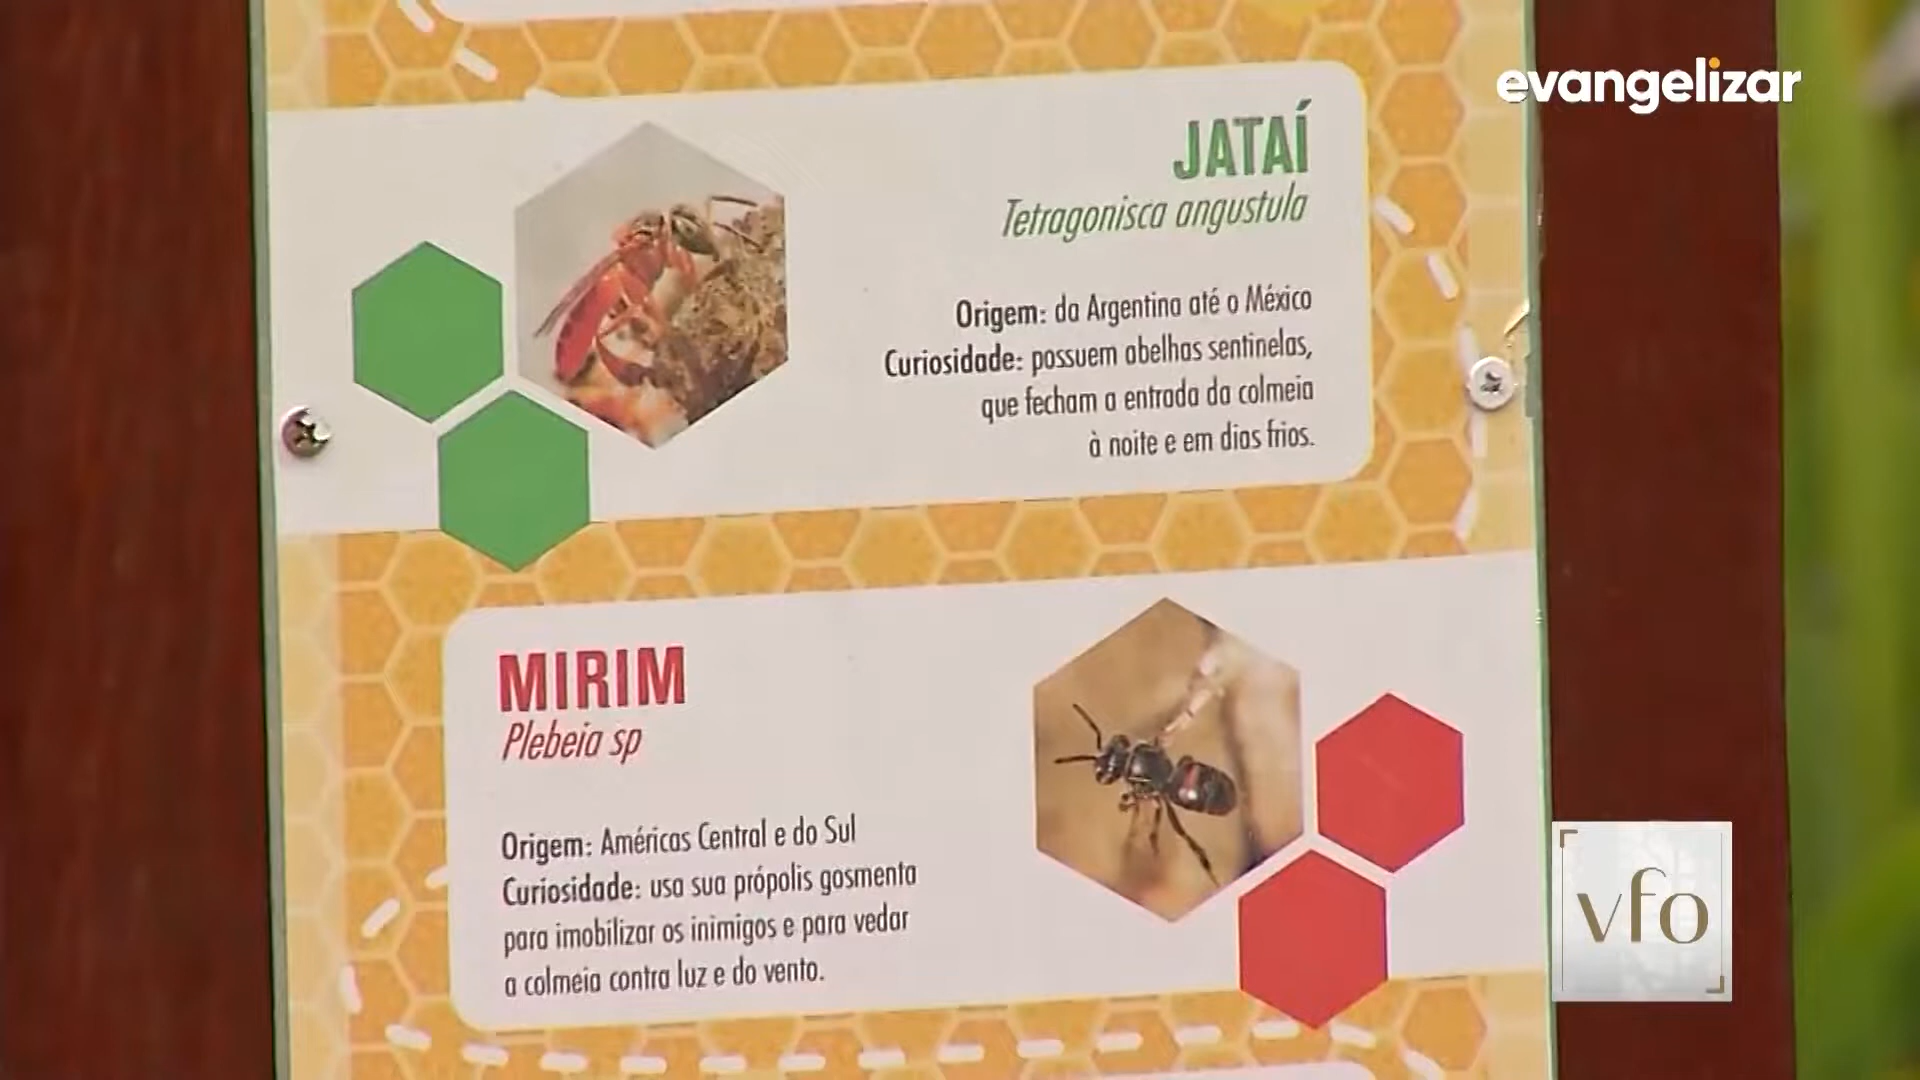 evangelizar
JATAÍ
Tetragonisca angustula
Origem: da Argentina até o México
Curiosidade: possuem abelhas sentinelas,
que fecham a entrada da colmeia
à noite e em dias frios.
MIRIM
Plebeia sp
Origem: Américas Central e do Sul
Curiosidade: usa sua própolis gosmenta
para imobilizar os inimigos e para vedar
a colmeia contra luz e do vento.
vfo